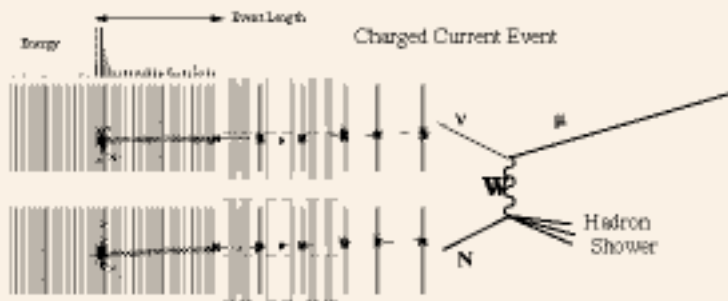 Event Length
Energy
Charged Current Event
ν
μ
W
Hadron
Shower
N